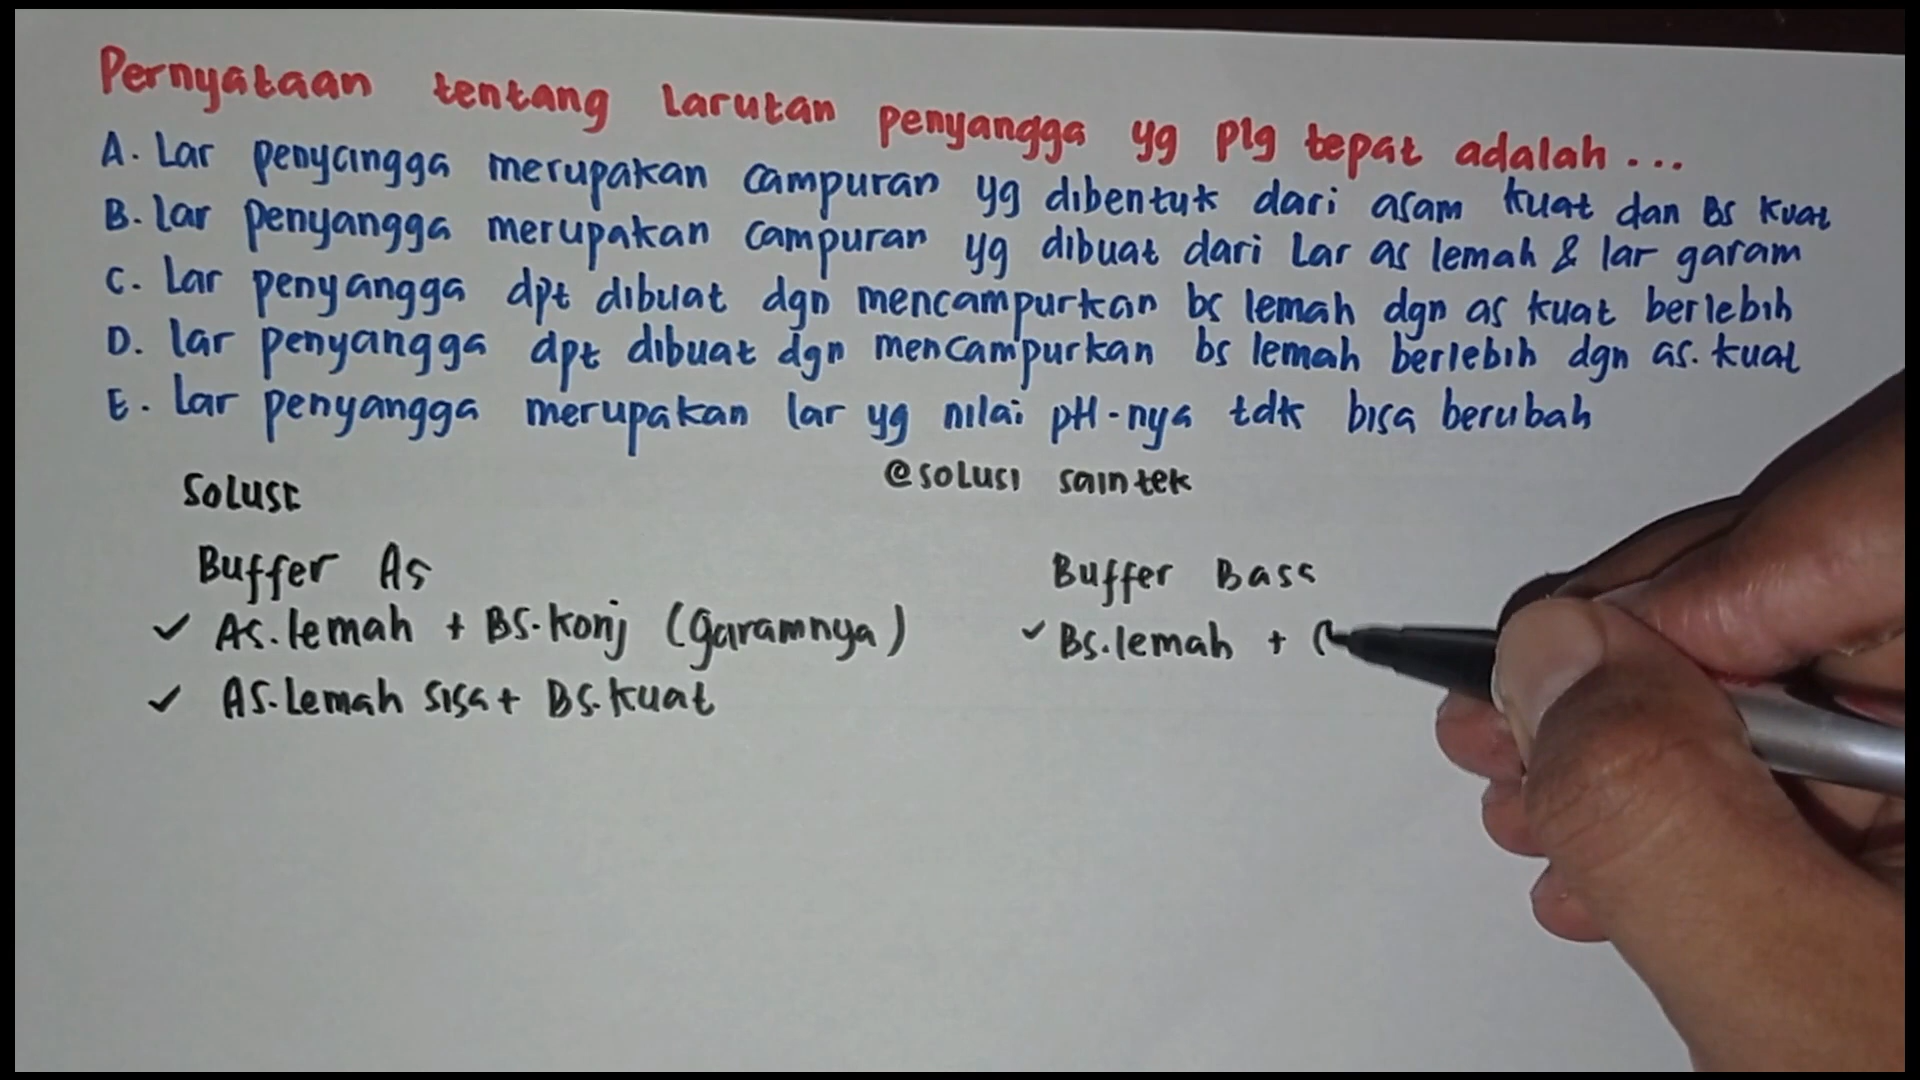 Pernyataan tentang Larutan penyangga yg plg tepat adalah ...
A. Lar penyangga merupakan campuran yg dibentuk dari asam kuat dan Bs kuat
B. lar penyangga merupakan campuran yg dibuat dari Lar as lemah & lar garam
C. Lar penyangga dpt dibuat dgn mencampurkan bs lemah dgn as kuat berlebih
D. lar penyangga dpt dibuat dgn mencampurkan bs lemah berlebih dgn as. kuat
E. lar penyangga merupakan lar yg nilai pH-nya tdk bisa berubah
@solusi saintek
SOLUSI
Buffer As
✓ As.lemah + BS.konj (garamnya)
✓ AS.Lemah sisa + BS.kuat
Buffer Basa
✓ Bs.lemah +